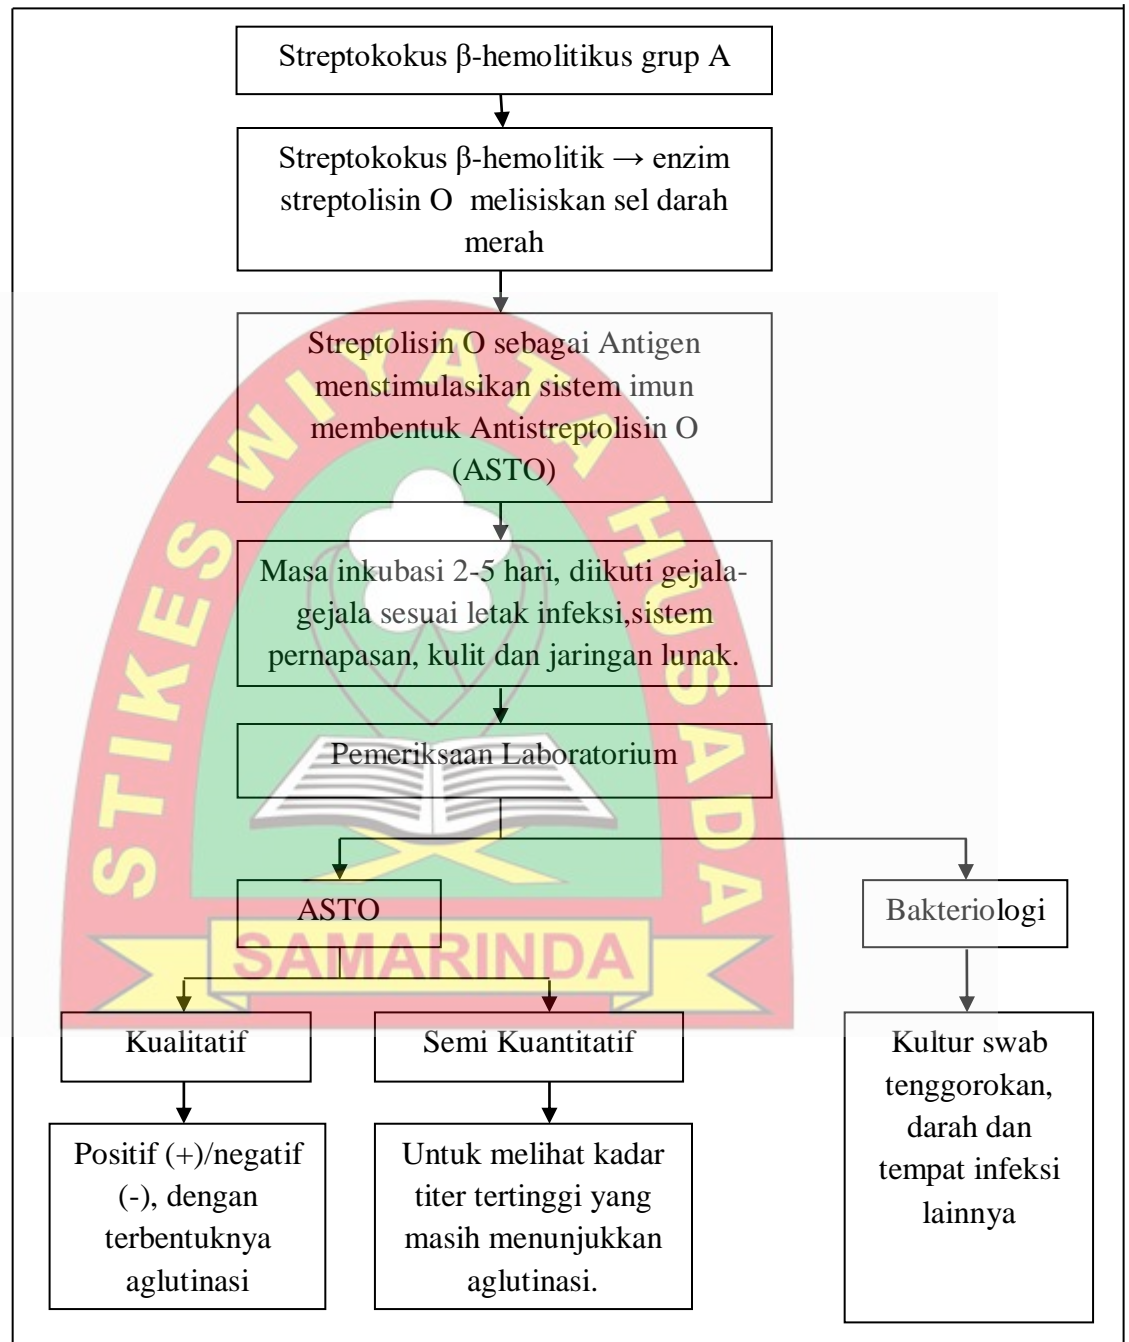 Streptokokus β-hemolitikus grup A
Streptokokus β-hemolitik → enzim
streptolisin O melisiskan sel darah
merah
Streptolisin O sebagai Antigen
menstimulasikan sistem imun
membentuk Antistreptolisin O
(ASTO)
Masa inkubasi 2-5 hari, diikuti gejala-
gejala sesuai letak infeksi,sistem
pernapasan, kulit dan jaringan lunak.
Pemeriksaan Laboratorium
ASTO
Bakteriologi
Kualitatif
Semi Kuantitatif
Kultur swab
tenggorokan,
darah dan
tempat infeksi
lainnya
Positif (+)/negatif
(-), dengan
terbentuknya
aglutinasi
Untuk melihat kadar
titer tertinggi yang
masih menunjukkan
aglutinasi.
STIKES WIYATA HUSADA
SAMARINDA